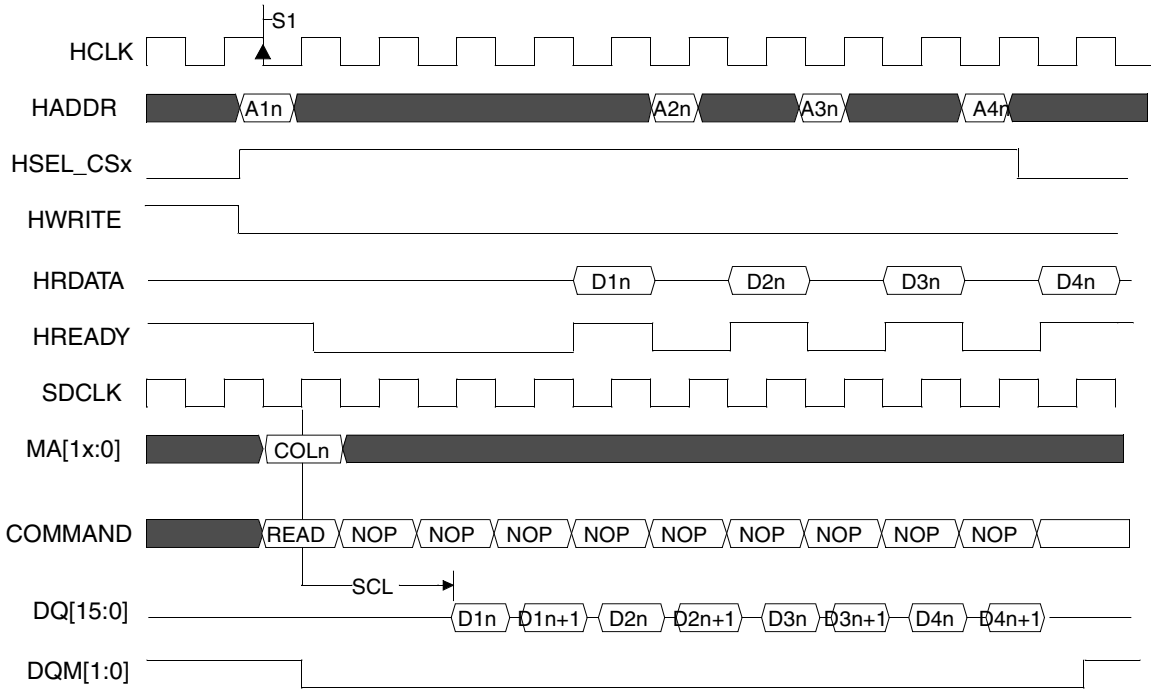 S1
HCLK
HADDR A1n A2n A3n A4n
HSEL_CSx
HWRITE
HRDATA D1n D2n D3n D4n
HREADY
SDCLK
MA[1x:0] COLn
COMMAND READ NOP NOP NOP NOP NOP NOP NOP NOP NOP
SCL
DQ[15:0] D1n D1n+1 D2n D2n+1 D3n D3n+1 D4n D4n+1
DQM[1:0]